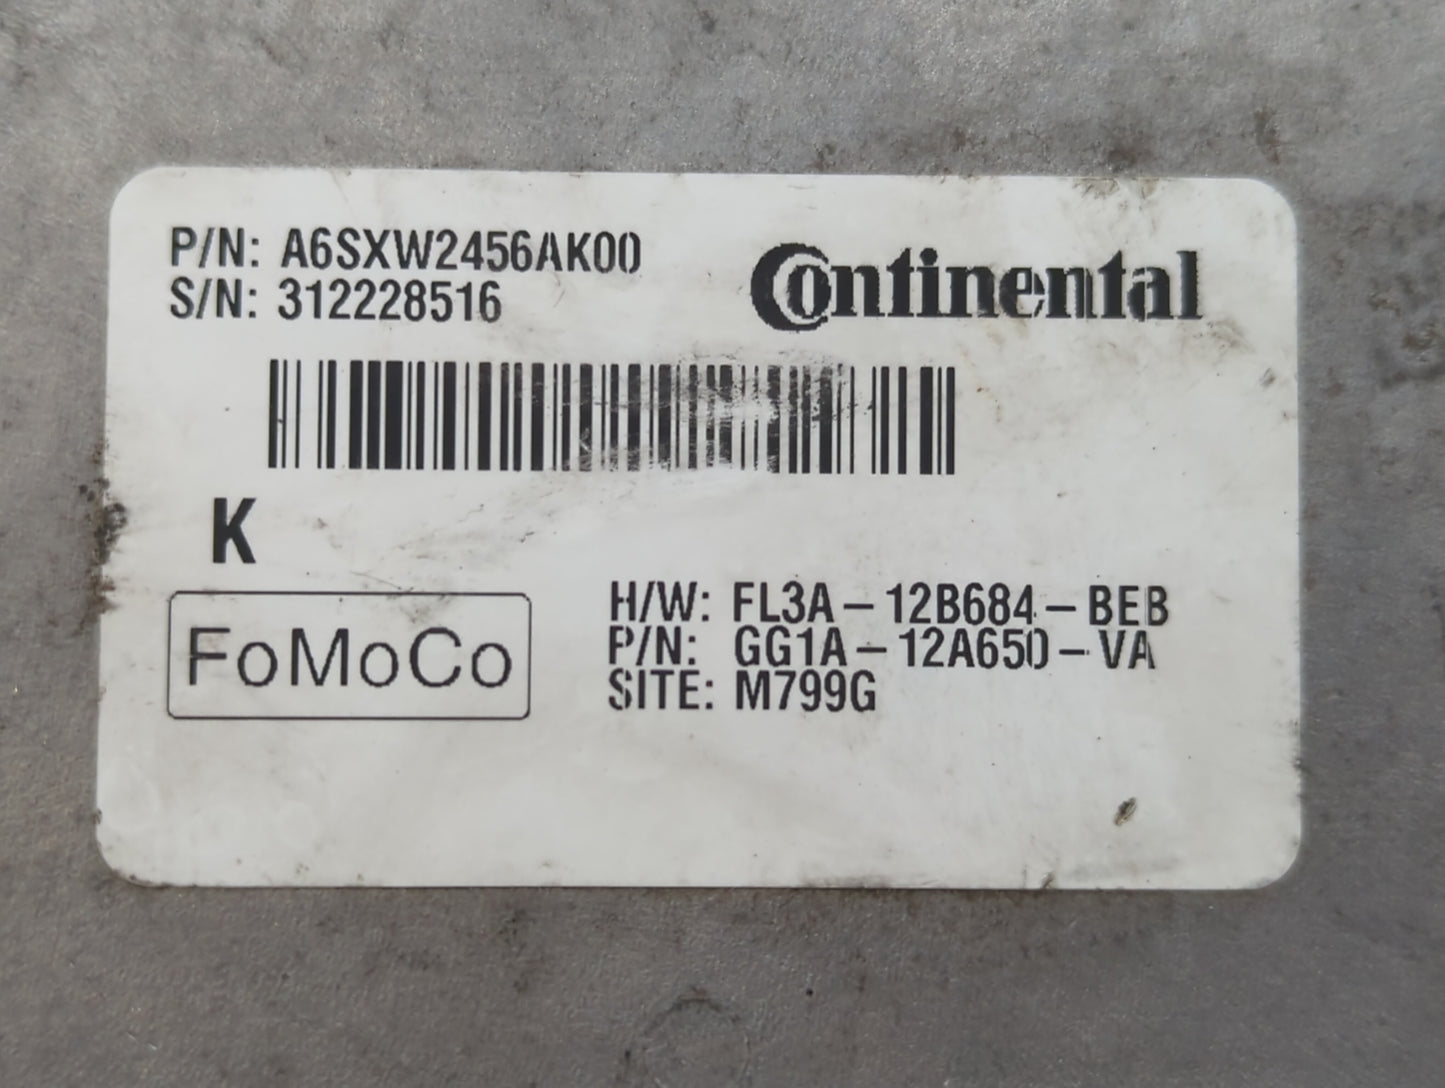 P/N: A6SXW2456AK00
S/N: 312228516
Continental
K
FoMoCo
H/W: FL3A-12B684-BEB
P/N: GG1A-12A650-VA
SITE: M799G